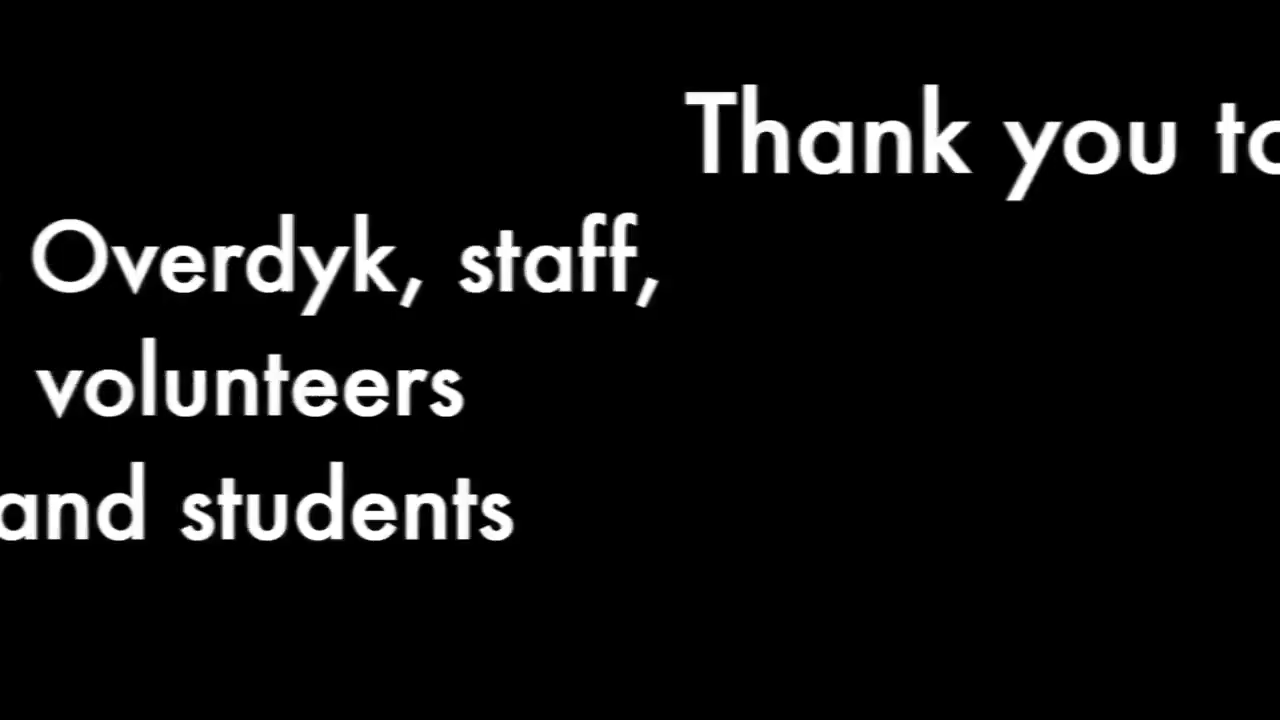 Thank you to
Overdyk, staff,
volunteers
and students